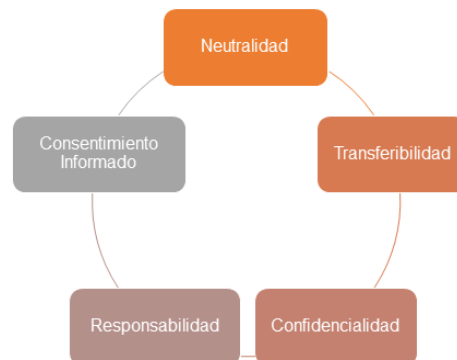 Neutralidad
Transferibilidad
Confidencialidad
Responsabilidad
Consentimiento
Informado